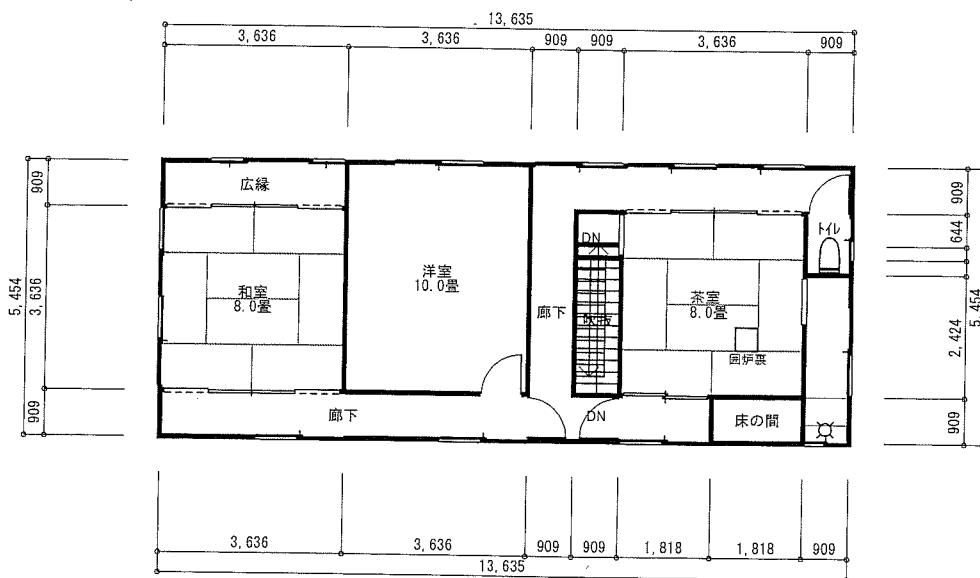 13,635
3,636 3,636 909 909 3,636 909
広縁
909
909
トイレ
DN
644
洋室
10.0畳
和室
8.0畳
茶室
8.0畳
5,454
3,636
廊下
吹抜
5,454
2,424
囲炉裏
909
廊下
DN
床の間
909
3,636 3,636 909 909 1,818 1,818 909
13,635